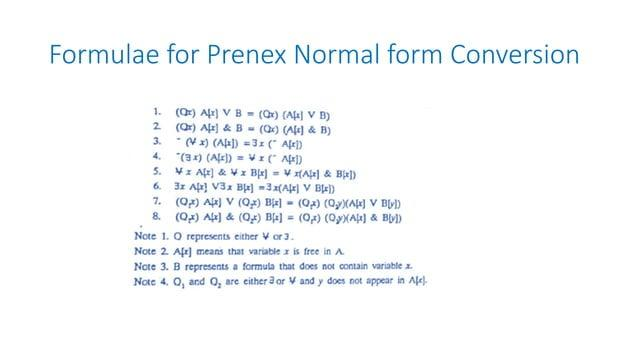 Formulae for Prenex Normal form Conversion
1. (Qx) A[x] V B = (Qx) (A[x] V B)
2. (Qx) A[x] & B = (Qx) (A[x] & B)
3. ~ (∀ x) (A[x]) = ∃ x (~ A[x])
4. ~(∃ x) (A[x]) = ∀ x (~ A[x])
5. ∀ x A[x] & ∀ x B[x] = ∀ x(A[x] & B[x])
6. ∃x A[x] V∃x B[x] =∃x(A[x] V B[x])
7. (Q₁x) A[x] V (Q₂x) B[x] = (Q₁x) (Q₂y)(A[x] V B[y])
8. (Q₁x) A[x] & (Q₂x) B[x] = (Q₁x) (Q₂y)(A[x] & B[y])
Note 1. Q represents either ∀ or ∃.
Note 2. A[x] means that variable x is free in A.
Note 3. B represents a formula that does not contain variable x.
Note 4. Q₁ and Q₂ are either ∃ or ∀ and y does not appear in A[x].